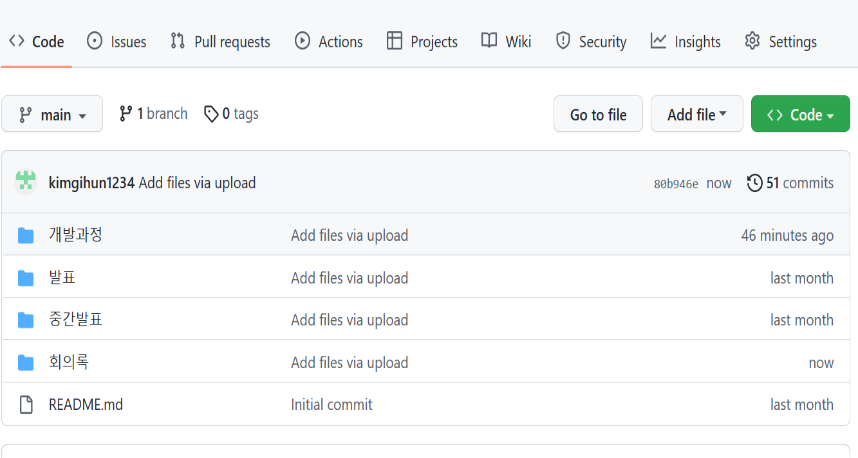 Code Issues Pull requests Actions Projects Wiki Security Insights Settings
main 1 branch 0 tags Go to file Add file Code
kimgihun1234 Add files via upload 80b946e now 51 commits
개발과정 Add files via upload 46 minutes ago
발표 Add files via upload last month
중간발표 Add files via upload last month
회의록 Add files via upload now
README.md Initial commit last month